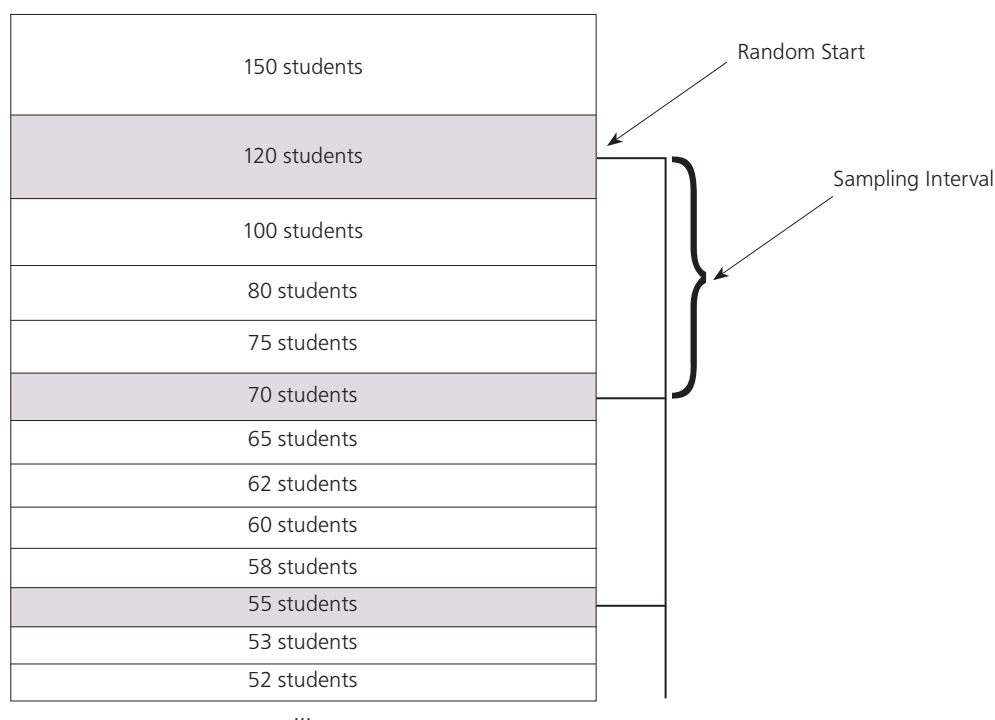 150 students
Random Start
120 students
Sampling Interval
100 students
80 students
75 students
70 students
65 students
62 students
60 students
58 students
55 students
53 students
52 students
...